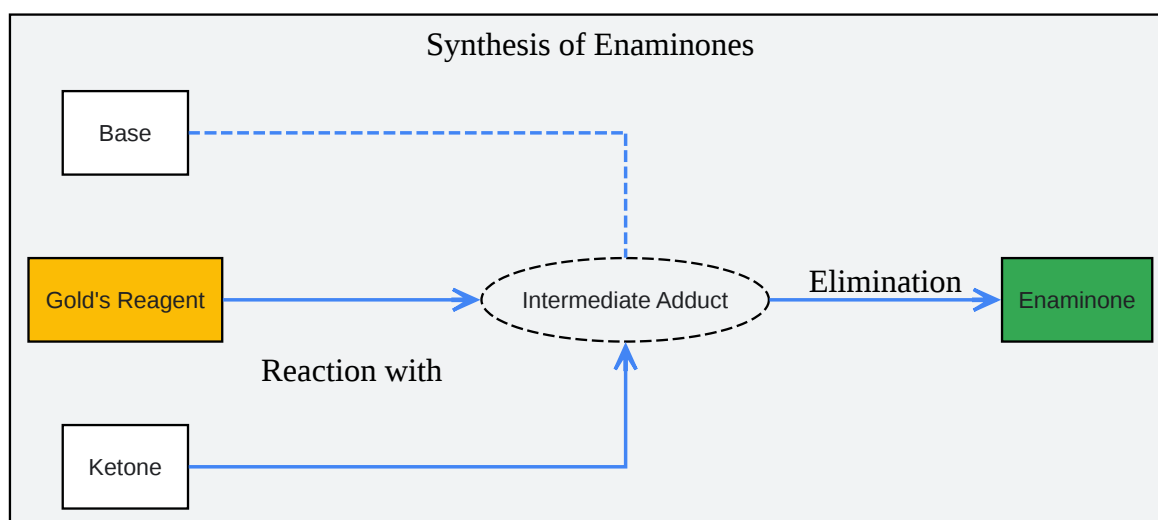 Synthesis of Enaminones
Base
Gold's Reagent
Intermediate Adduct
Elimination
Enaminone
Reaction with
Ketone